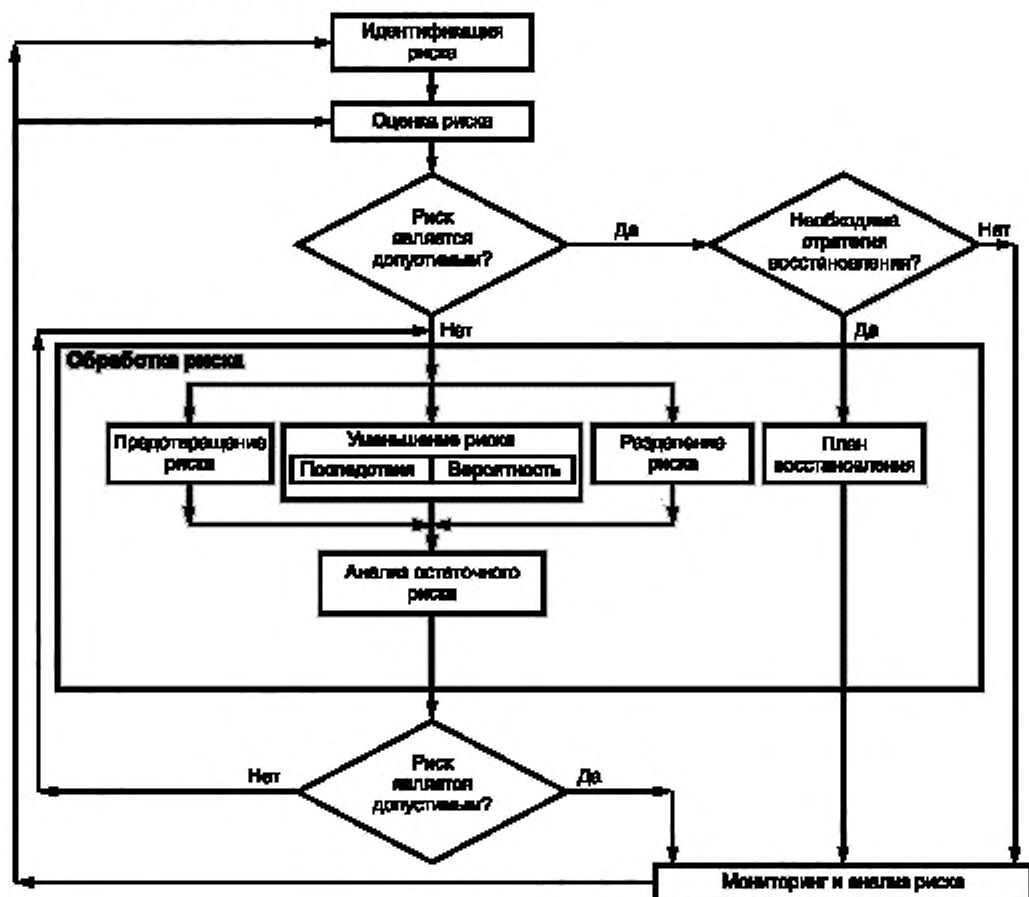 Идентификация
риска
Оценка риска
Риск
является
допустимым?
Да
Необходима
стратегия
восстановления?
Нет
Нет
Да
Обработка риска
Предотвращение
риска
Уменьшение риска
Последствия
Вероятность
Разделение
риска
План
восстановления
Анализ остаточного
риска
Риск
является
допустимым?
Нет
Да
Мониторинг и анализ риска